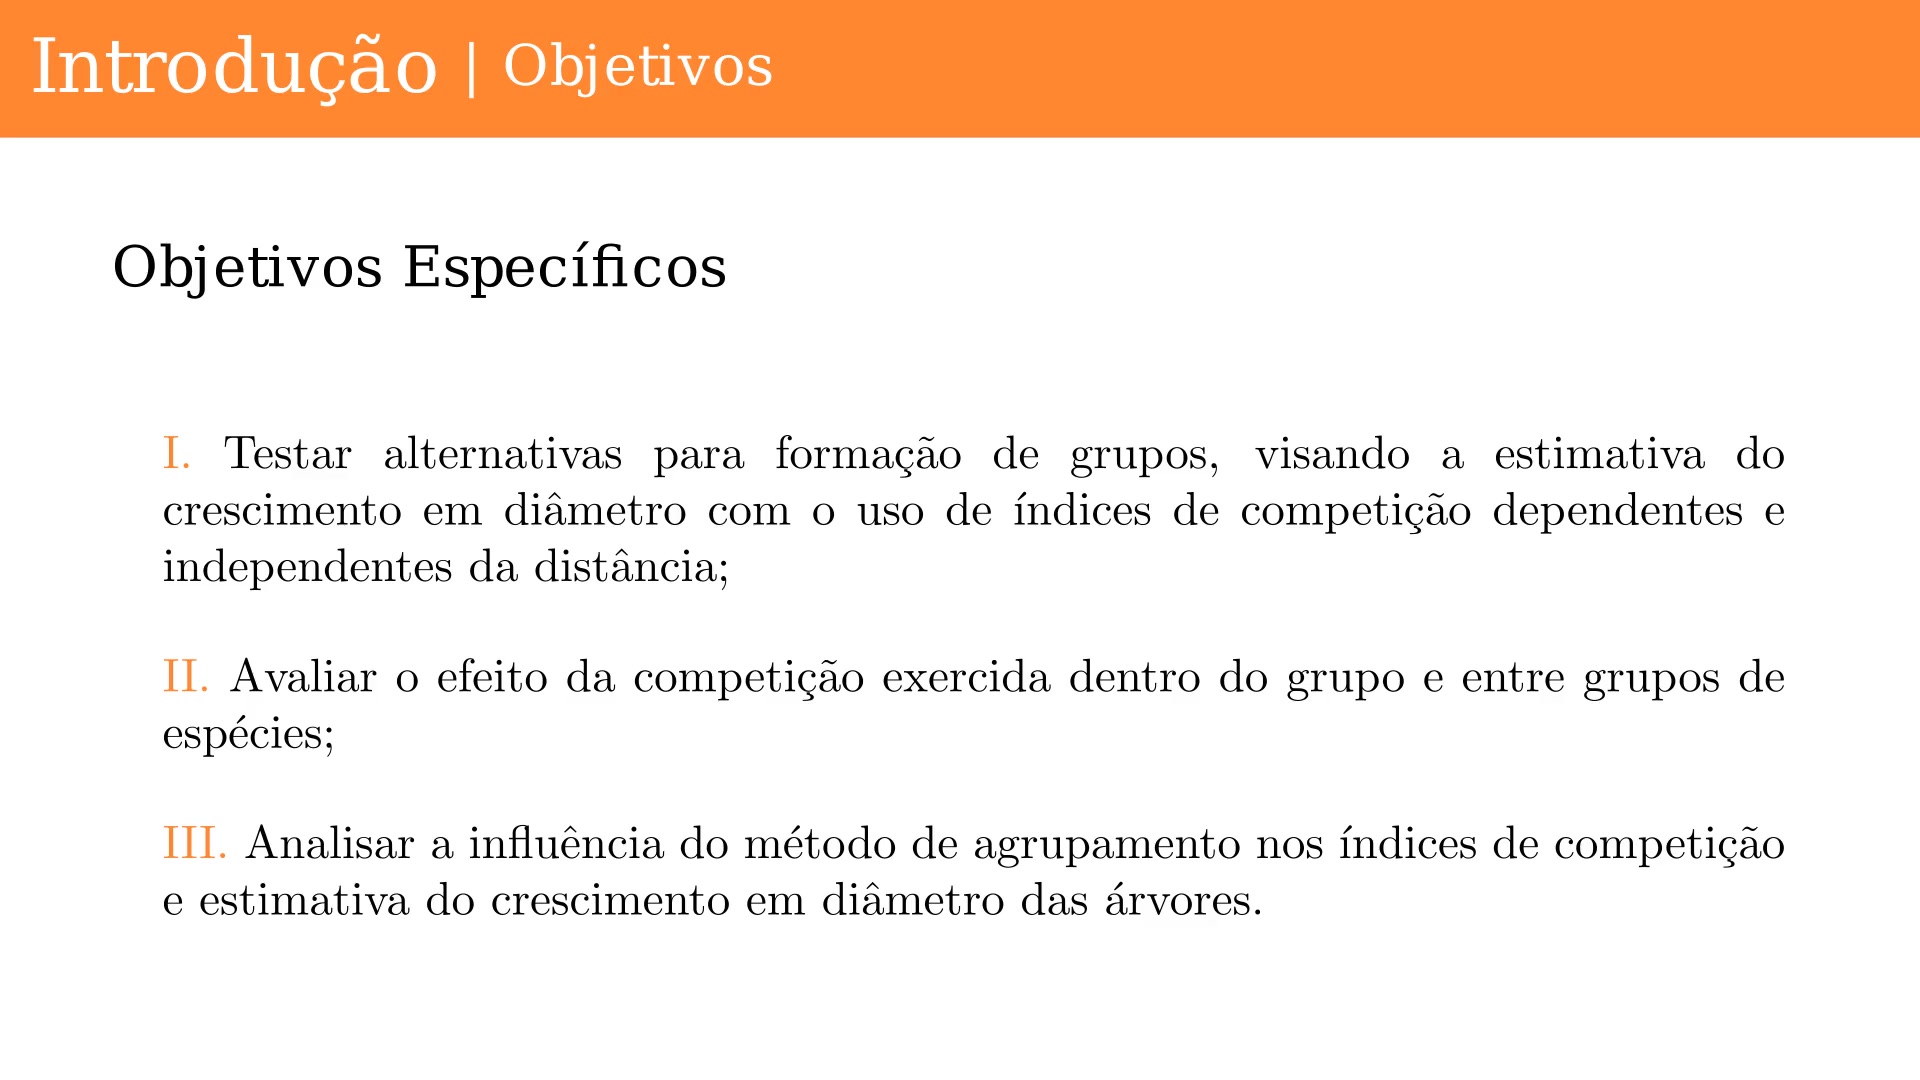 Introdução | Objetivos
Objetivos Específicos
I. Testar alternativas para formação de grupos, visando a estimativa do
crescimento em diâmetro com o uso de índices de competição dependentes e
independentes da distância;
II. Avaliar o efeito da competição exercida dentro do grupo e entre grupos de
espécies;
III. Analisar a influência do método de agrupamento nos índices de competição
e estimativa do crescimento em diâmetro das árvores.